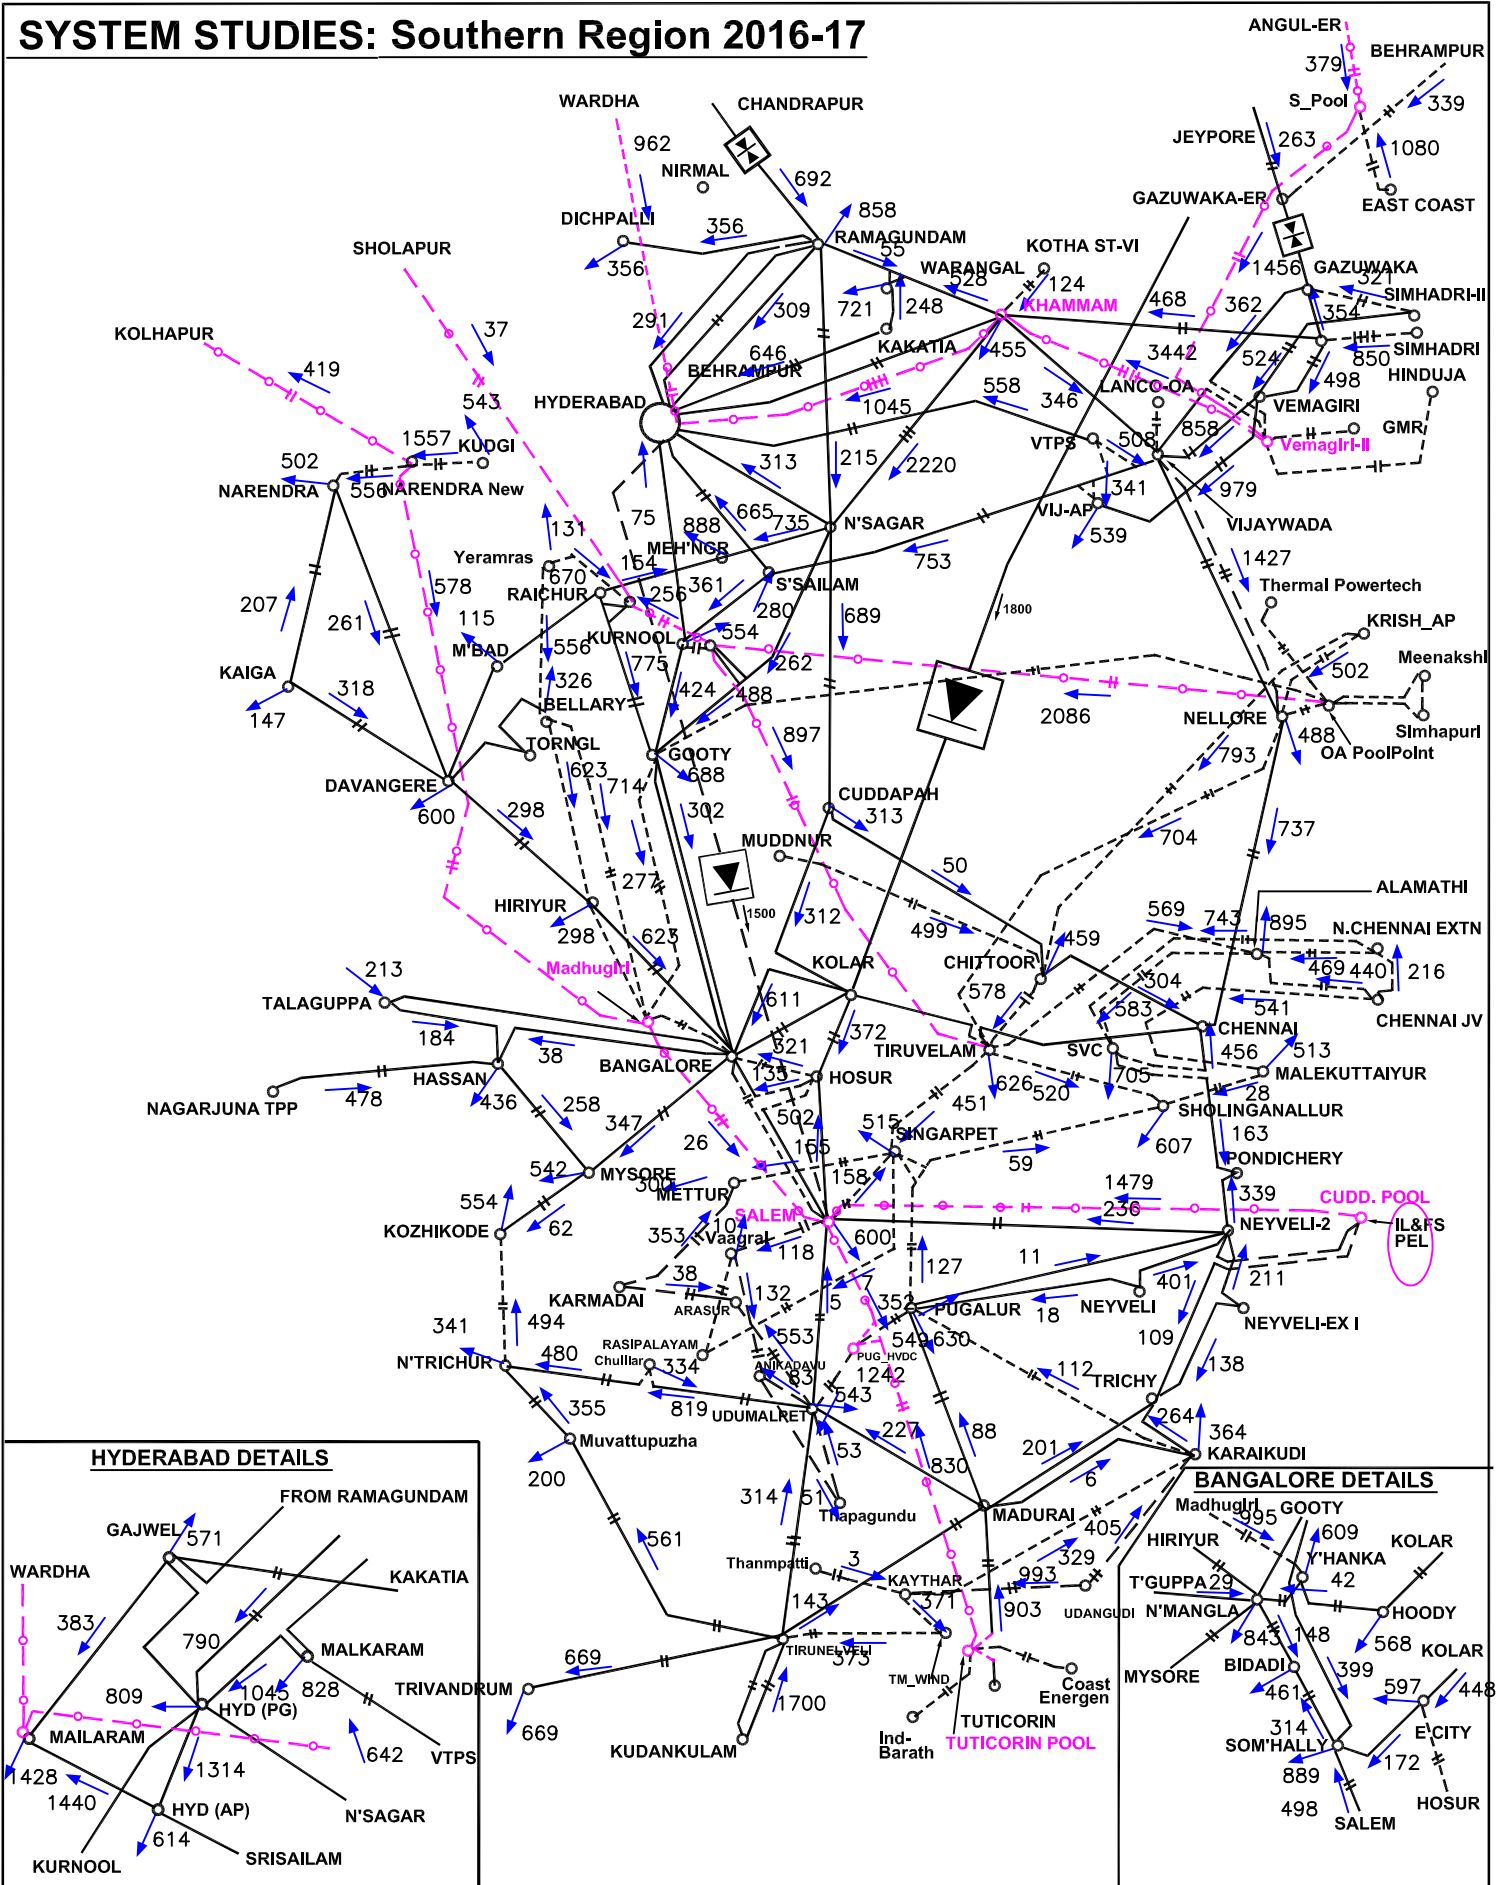 SYSTEM STUDIES: Southern Region 2016-17
ANGUL-ER
BEHRAMPUR
379
S_Pool
339
WARDHA
CHANDRAPUR
JEYPORE
263
1080
962
NIRMAL
692
GAZUWAKA-ER
EAST COAST
DICHPALLI
356
858
RAMAGUNDAM
KOTHA ST-VI
SHOLAPUR
356
55
WARANGAL
528
124
1456
GAZUWAKA
321
SIMHADRI-II
721
248
KHAMMAM
468
362
354
KOLHAPUR
37
291
309
KAKATIA
455
3442
524
850
SIMHADRI
419
646
BEHRAMPUR
LANCO-OA
498
HINDUJA
543
HYDERABAD
1045
558
346
VEMAGIRI
GMR
1557
KUDGI
VTPS
508
858
Vemagiri-II
502
556
NARENDRA
NARENDRA New
313
215
2220
341
979
75
665
735
N'SAGAR
VIJ-AP
VIJAYWADA
131
888
MEH'NGR
539
Yeramras
154
753
1427
670
361
S'SAILAM
Thermal Powertech
RAICHUR
256
280
207
261
578
115
KURNOOL
554
689
1800
KRISH_AP
M'BAD
556
775
262
502
Meenakshi
KAIGA
318
326
424
488
BELLARY
2086
NELLORE
147
TORNGL
GOOTY
897
793
488
Simhapuri
OA PoolPoint
DAVANGERE
623
714
688
600
298
302
CUDDAPAH
313
737
MUDDNUR
704
277
50
ALAMATHI
HIRIYUR
1500
312
499
569
743
895
N.CHENNAI EXTN
298
623
459
Madhugiri
KOLAR
CHITTOOR
304
469
440
216
213
TALAGUPPA
611
578
583
541
CHENNAI
CHENNAI JV
184
38
321
372
TIRUVELAM
SVC
456
513
BANGALORE
HASSAN
135
HOSUR
626
705
MALEKUTTAIYUR
NAGARJUNA TPP
478
436
258
347
502
451
520
28
SHOLINGANALLUR
26
515
SINGARPET
607
163
542
MYSORE
155
59
PONDICHERY
300
METTUR
158
1479
339
CUDD. POOL
554
62
SALEM
236
KOZHIKODE
NEYVELI-2
IL&FS
PEL
353
10
Vaagrai
118
600
11
38
7
127
401
211
KARMADAI
ARASUR
132
5
352
PUGALUR
18
NEYVELI
341
494
553
549
630
109
NEYVELI-EX I
RASIPALAYAM
N'TRICHUR
480
Chulliar
334
ANIKADAVU
PUG_HVDC
83
1242
112
138
TRICHY
819
UDUMALPET
543
355
227
88
264
364
Muvattupuzha
53
201
KARAIKUDI
200
830
6
314
51
Thapagundu
MADURAI
561
405
Thanmpatti
3
KAYTHAR
993
329
143
371
903
UDANGUDI
TIRUNELVELI
669
373
TM_WIND
TRIVANDRUM
1700
Coast
Energen
669
TUTICORIN
KUDANKULAM
Ind-
Barath
TUTICORIN POOL
HYDERABAD DETAILS
FROM RAMAGUNDAM
GAJWEL
571
WARDHA
KAKATIA
383
790
MALKARAM
809
1045
828
HYD (PG)
MAILARAM
642
VTPS
1428
1314
1440
HYD (AP)
N'SAGAR
614
KURNOOL
SRISAILAM
BANGALORE DETAILS
Madhugiri
GOOTY
995
HIRIYUR
609
KOLAR
Y'HANKA
T'GUPPA
29
42
N'MANGLA
HOODY
843
148
568
MYSORE
BIDADI
KOLAR
399
461
597
448
314
SOM'HALLY
E'CITY
889
172
498
HOSUR
SALEM